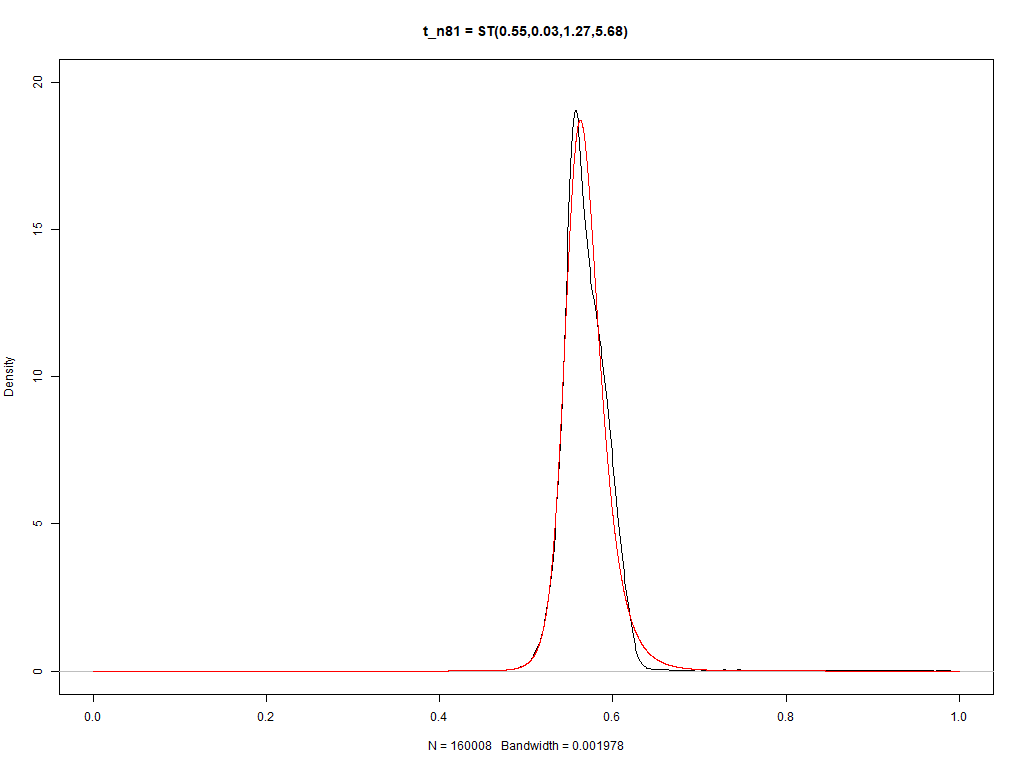 t_n81 = ST(0.55,0.03,1.27,5.68)
20
15
10
5
0
Density
0.0 0.2 0.4 0.6 0.8 1.0
N = 160008 Bandwidth = 0.001978